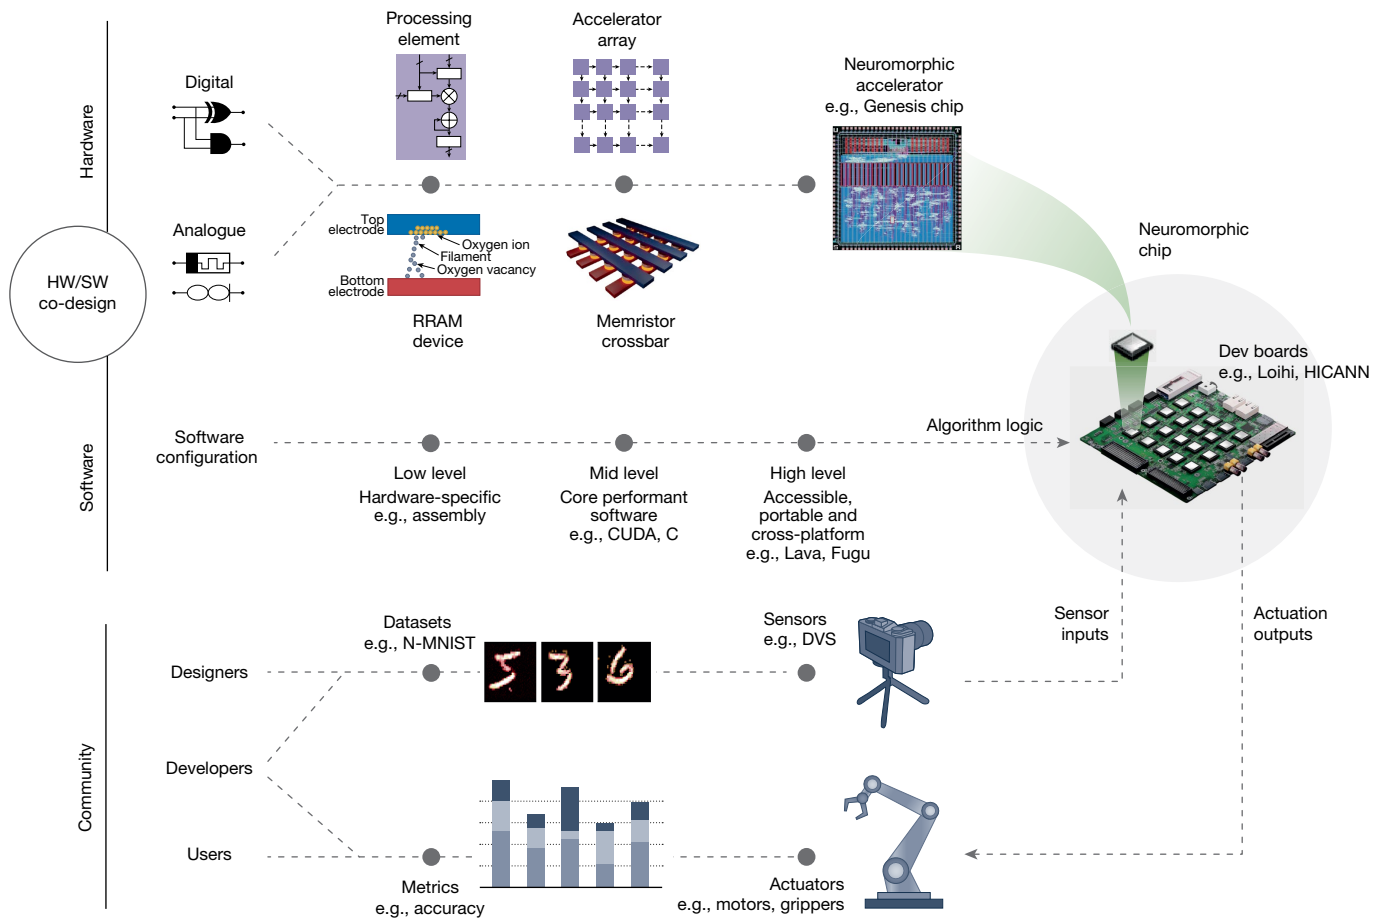 Processing
element
Accelerator
array
Neuromorphic
accelerator
e.g., Genesis chip
Digital
Hardware
Analogue
Top
electrode
Oxygen ion
Filament
Oxygen vacancy
Bottom
electrode
RRAM
device
Memristor
crossbar
Neuromorphic
chip
HW/SW
co-design
Dev boards
e.g., Loihi, HICANN
Software
Software
configuration
Algorithm logic
Low level
Hardware-specific
e.g., assembly
Mid level
Core performant
software
e.g., CUDA, C
High level
Accessible,
portable and
cross-platform
e.g., Lava, Fugu
Sensor
inputs
Actuation
outputs
Community
Designers
Datasets
e.g., N-MNIST
5 3 6
Sensors
e.g., DVS
Developers
Users
Metrics
e.g., accuracy
Actuators
e.g., motors, grippers